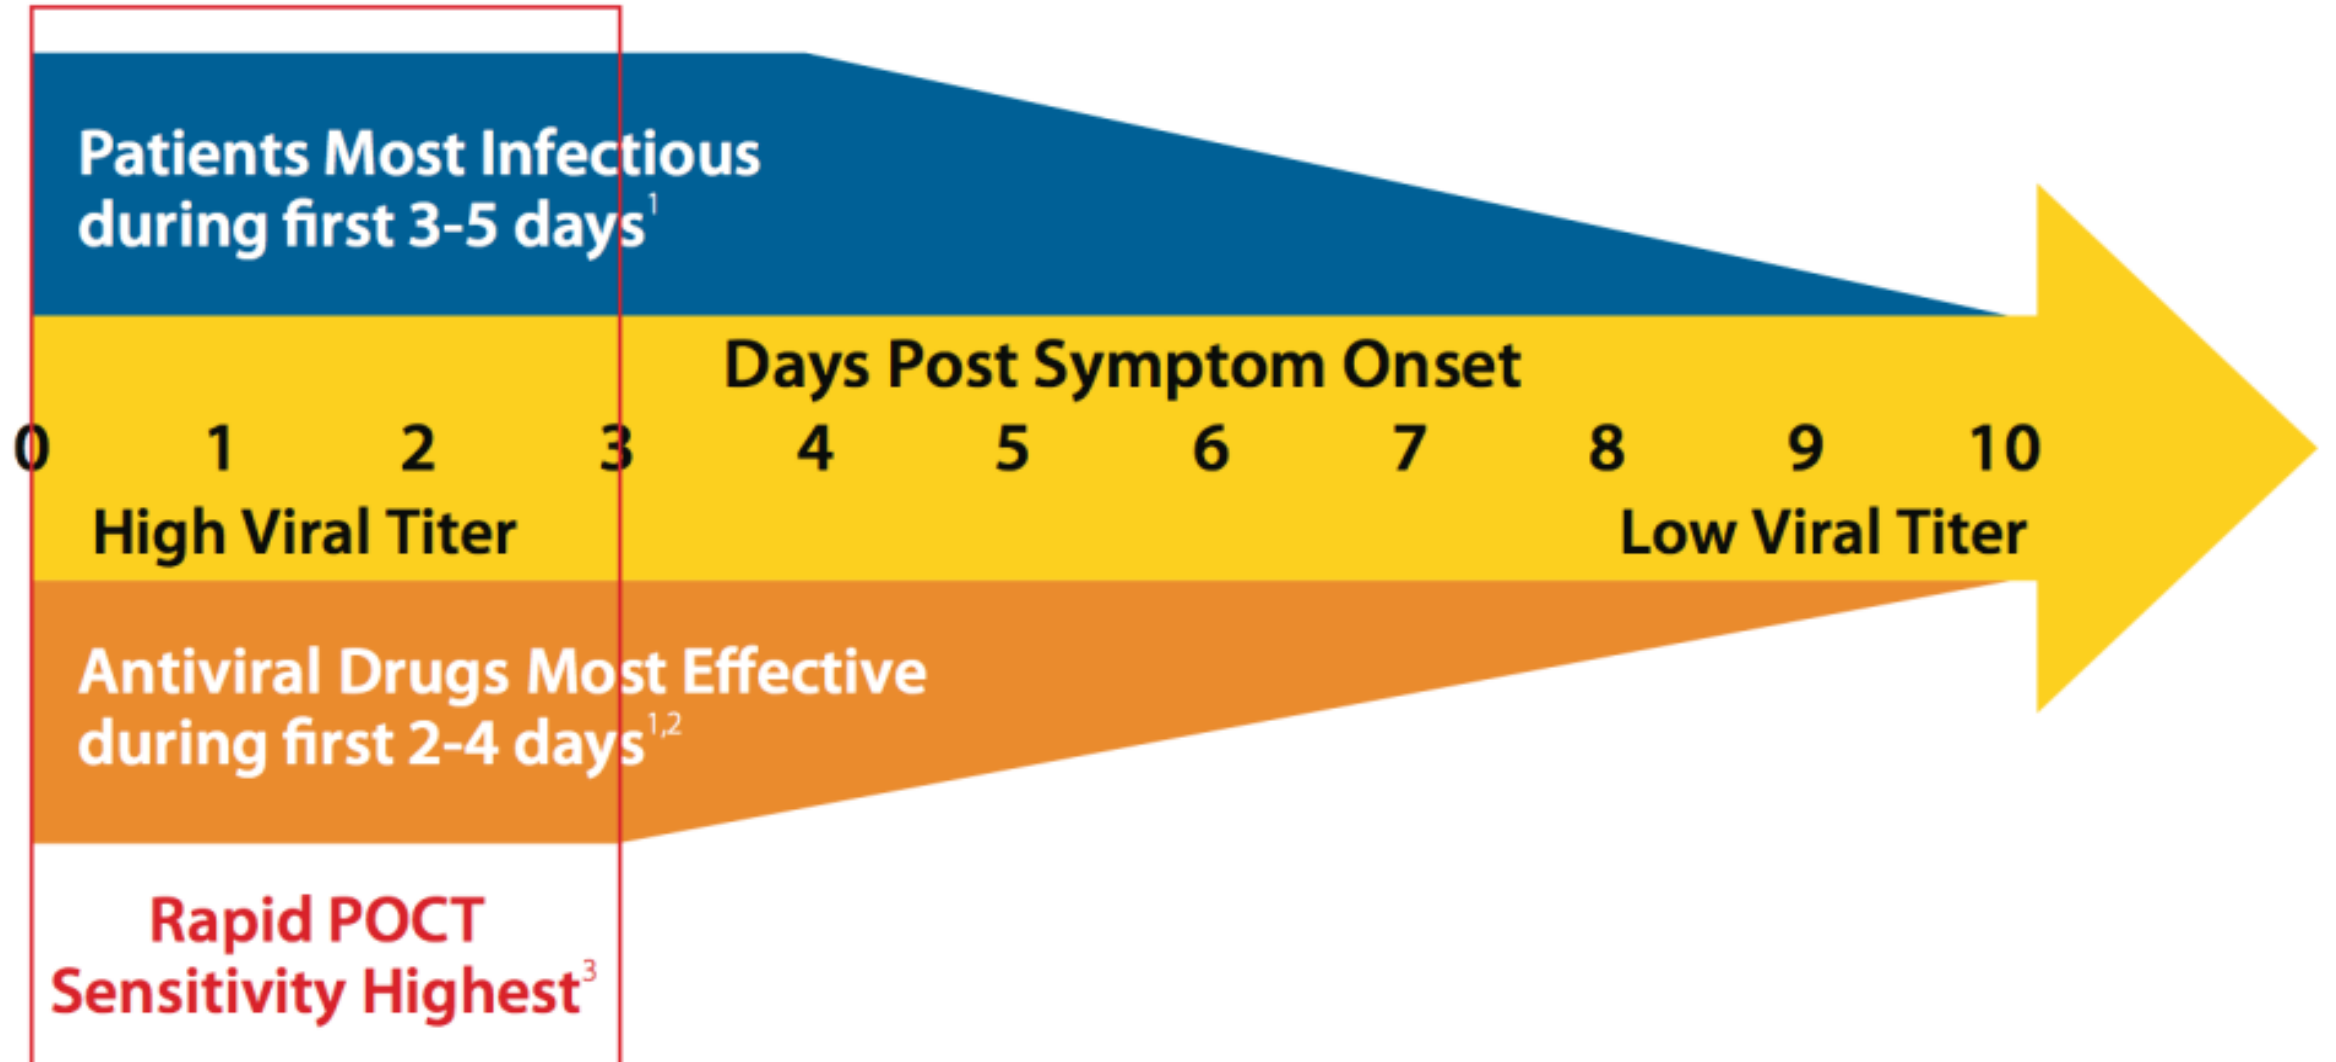 Patients Most Infectious
during first 3-5 days¹
Days Post Symptom Onset
0 1 2 3 4 5 6 7 8 9 10
High Viral Titer Low Viral Titer
Antiviral Drugs Most Effective
during first 2-4 days¹,²
Rapid POCT
Sensitivity Highest³